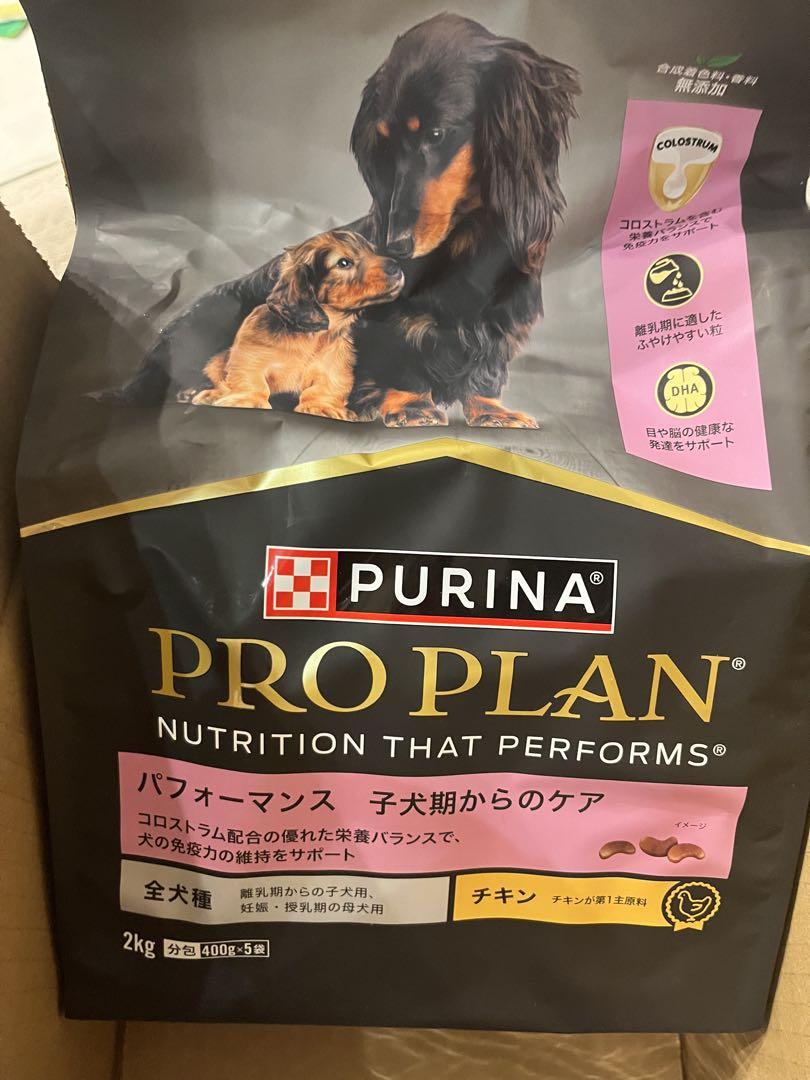 合成着色料・香料
無添加
COLOSTRUM
コロストラムを含む
栄養バランスで
免疫力をサポート
離乳期に適した
ふやけやすい粒
DHA
目や脳の健康な
発達をサポート
PURINA®
PRO PLAN®
NUTRITION THAT PERFORMS®
パフォーマンス 子犬期からのケア
コロストラム配合の優れた栄養バランスで、
犬の免疫力の維持をサポート
イメージ
全犬種
離乳期からの子犬用、
妊娠・授乳期の母犬用
チキン チキンが第1主原料
2kg 分包 400g×5袋